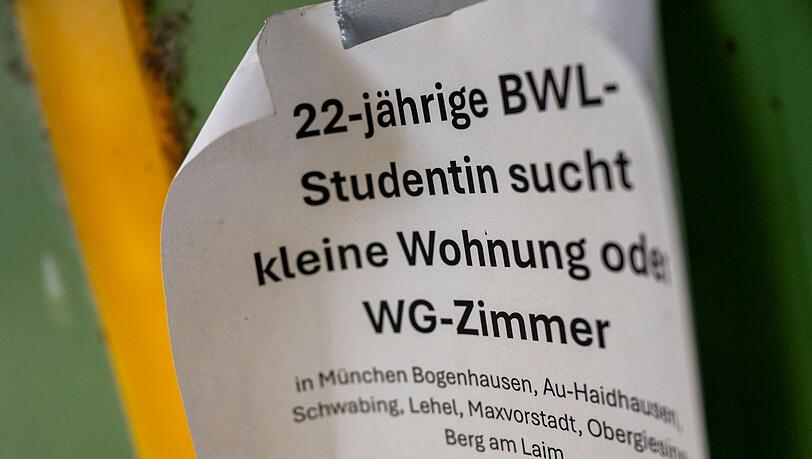 22-jährige BWL-
Studentin sucht
kleine Wohnung oder
WG-Zimmer
in München Bogenhausen, Au-Haidhausen,
Schwabing, Lehel, Maxvorstadt, Obergiesing,
Berg am Laim